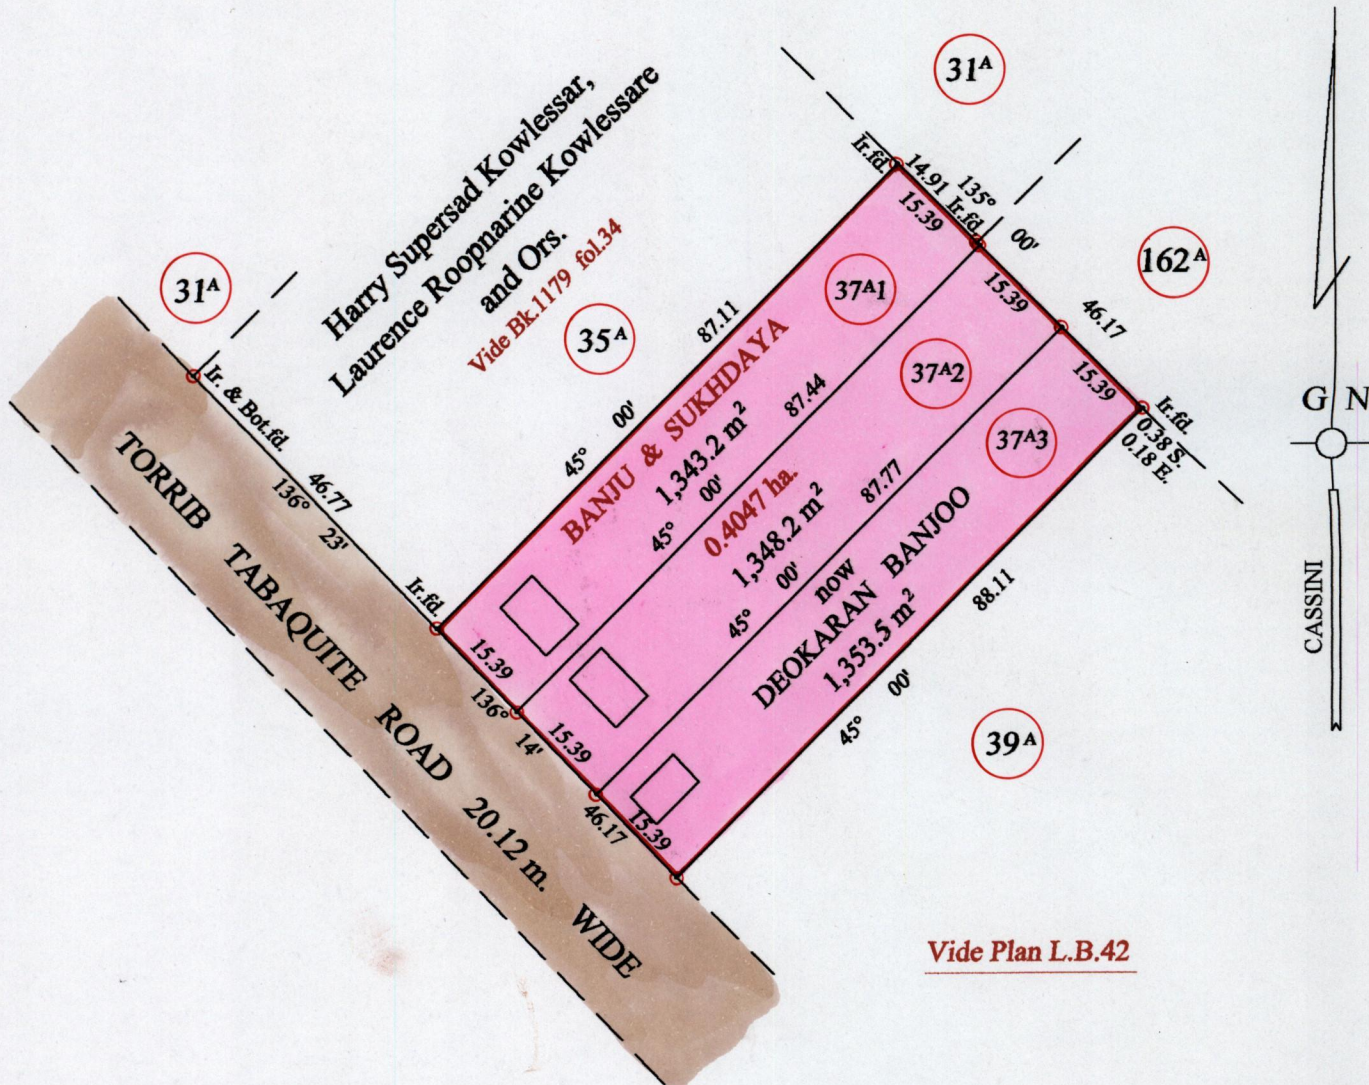 31A
Ir.fd.
14.91
135°
00'
15.39
Ir.fd.
Harry Supersad Kowlessar,
Laurence Roopnarine Kowlessare
and Ors.
Vide Bk.1179 fol.34
31A
35A
37A1
162A
15.39
46.17
87.11
37A2
15.39
Ir.fd.
0.38 S.
0.18 E.
G N
CASSINI
Ir. & Bot.fd.
46.77
136°
23'
45° 00'
BANJU & SUKHDAYA
1,343.2 m²
45° 00'
87.44
37A3
0.4047 ha.
1,348.2 m²
45° 00'
87.77
now
DEOKARAN BANJOO
1,353.5 m²
45° 00'
88.11
39A
Ir.fd.
15.39
136°
14'
15.39
46.17
15.39
TORRIB TABAQUITE ROAD 20.12 m. WIDE
Vide Plan L.B.42